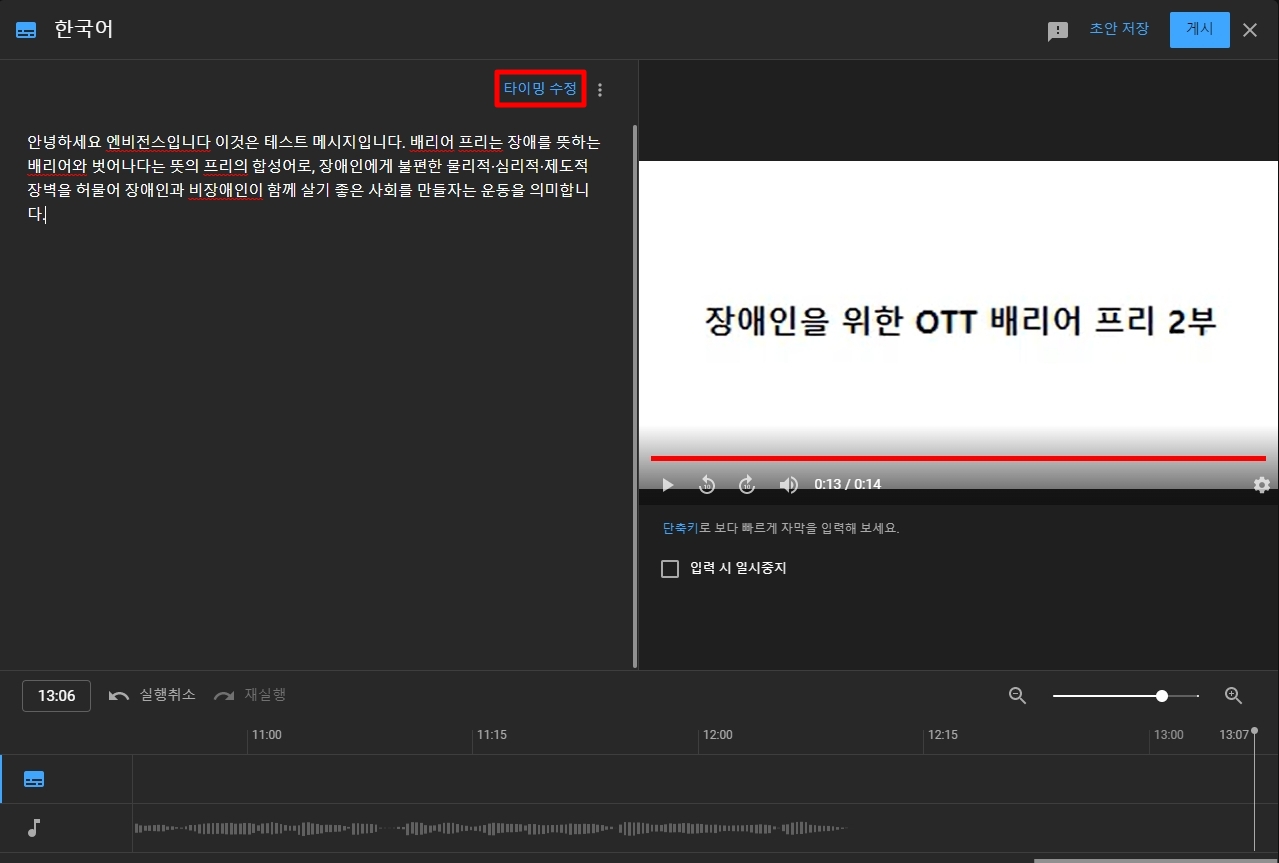 한국어
초안 저장
게시
타이밍 수정
안녕하세요 엔비전스입니다 이것은 테스트 메시지입니다. 배리어 프리는 장애를 뜻하는
배리어와 벗어나다는 뜻의 프리의 합성어로, 장애인에게 불편한 물리적·심리적·제도적
장벽을 허물어 장애인과 비장애인이 함께 살기 좋은 사회를 만들자는 운동을 의미합니
다.
장애인을 위한 OTT 배리어 프리 2부
10
10
0:13 / 0:14
단축키로 보다 빠르게 자막을 입력해 보세요.
입력 시 일시중지
13:06
실행취소
재실행
11:00
11:15
12:00
12:15
13:00
13:07